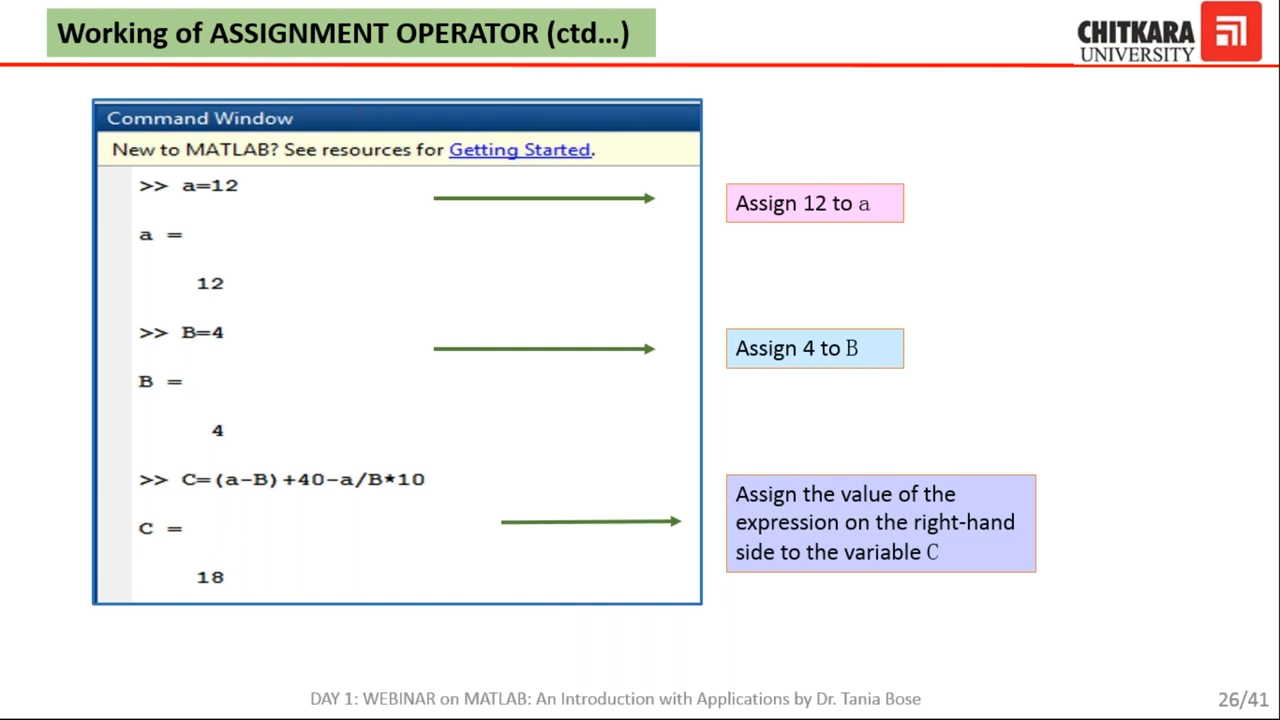 Working of ASSIGNMENT OPERATOR (ctd...)
CHITKARA
UNIVERSITY
Command Window
New to MATLAB? See resources for Getting Started.
>> a=12
Assign 12 to a
a =
12
>> B=4
Assign 4 to B
B =
4
>> C=(a-B)+40-a/B*10
C =
18
Assign the value of the
expression on the right-hand
side to the variable C
DAY 1: WEBINAR on MATLAB: An Introduction with Applications by Dr. Tania Bose
26/41